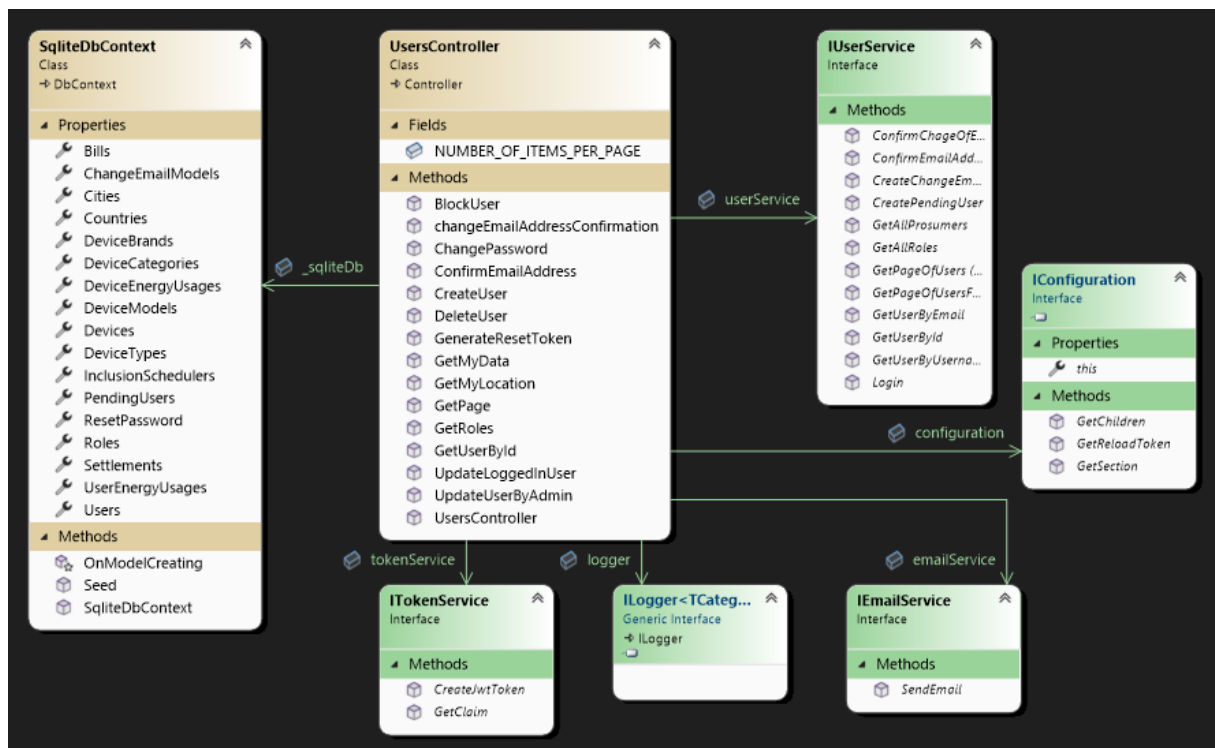 SqliteDbContext
Class
DbContext
Properties
Bills
ChangeEmailModels
Cities
Countries
DeviceBrands
DeviceCategories
DeviceEnergyUsages
DeviceModels
Devices
DeviceTypes
InclusionSchedulers
PendingUsers
ResetPassword
Roles
Settlements
UserEnergyUsages
Users
Methods
OnModelCreating
Seed
SqliteDbContext
_sqliteDb
UsersController
Class
Controller
Fields
NUMBER_OF_ITEMS_PER_PAGE
Methods
BlockUser
changeEmailAddressConfirmation
ChangePassword
ConfirmEmailAddress
CreateUser
DeleteUser
GenerateResetToken
GetMyData
GetMyLocation
GetPage
GetRoles
GetUserById
UpdateLoggedInUser
UpdateUserByAdmin
UsersController
userService
IUserService
Interface
Methods
ConfirmChageOfE...
ConfirmEmailAdd...
CreateChangeEm...
CreatePendingUser
GetAllProsumers
GetAllRoles
GetPageOfUsers (...
GetPageOfUsersF...
GetUserByEmail
GetUserById
GetUserByUserna...
Login
configuration
IConfiguration
Interface
Properties
this
Methods
GetChildren
GetReloadToken
GetSection
tokenService
ITokenService
Interface
Methods
CreateJwtToken
GetClaim
logger
ILogger<TCateg...
Generic Interface
ILogger
emailService
IEmailService
Interface
Methods
SendEmail